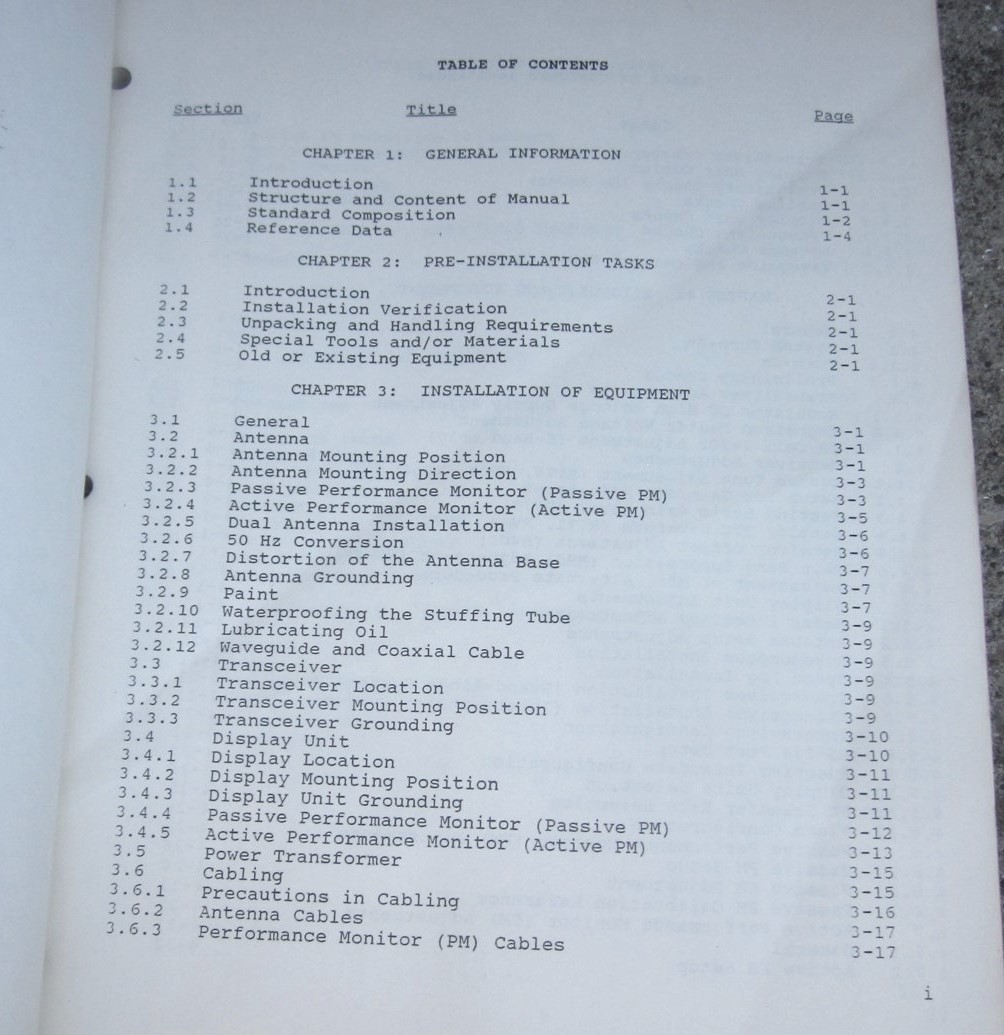 TABLE OF CONTENTS
Section Title Page
CHAPTER 1: GENERAL INFORMATION
1.1 Introduction 1-1
1.2 Structure and Content of Manual 1-1
1.3 Standard Composition 1-2
1.4 Reference Data 1-4
CHAPTER 2: PRE-INSTALLATION TASKS
2.1 Introduction 2-1
2.2 Installation Verification 2-1
2.3 Unpacking and Handling Requirements 2-1
2.4 Special Tools and/or Materials 2-1
2.5 Old or Existing Equipment 2-1
CHAPTER 3: INSTALLATION OF EQUIPMENT
3.1 General 3-1
3.2 Antenna 3-1
3.2.1 Antenna Mounting Position 3-1
3.2.2 Antenna Mounting Direction 3-3
3.2.3 Passive Performance Monitor (Passive PM) 3-3
3.2.4 Active Performance Monitor (Active PM) 3-5
3.2.5 Dual Antenna Installation 3-6
3.2.6 50 Hz Conversion 3-6
3.2.7 Distortion of the Antenna Base 3-7
3.2.8 Antenna Grounding 3-7
3.2.9 Paint 3-7
3.2.10 Waterproofing the Stuffing Tube 3-9
3.2.11 Lubricating Oil 3-9
3.2.12 Waveguide and Coaxial Cable 3-9
3.3 Transceiver 3-9
3.3.1 Transceiver Location 3-9
3.3.2 Transceiver Mounting Position 3-9
3.3.3 Transceiver Grounding 3-10
3.4 Display Unit 3-10
3.4.1 Display Location 3-11
3.4.2 Display Mounting Position 3-11
3.4.3 Display Unit Grounding 3-11
3.4.4 Passive Performance Monitor (Passive PM) 3-12
3.4.5 Active Performance Monitor (Active PM) 3-13
3.5 Power Transformer 3-15
3.6 Cabling 3-15
3.6.1 Precautions in Cabling 3-16
3.6.2 Antenna Cables 3-17
3.6.3 Performance Monitor (PM) Cables 3-17
i